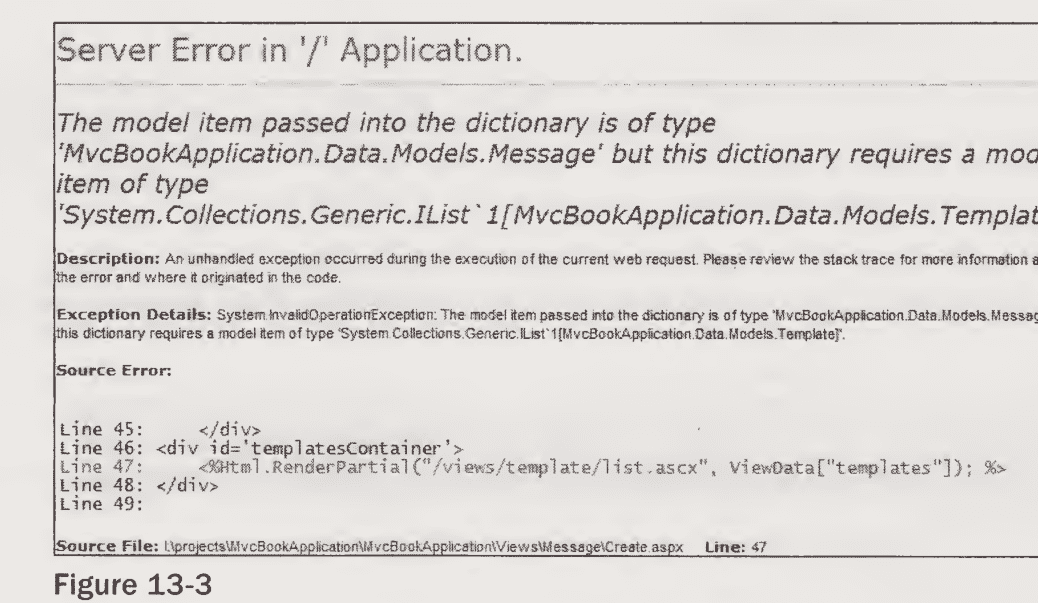 Server Error in '/' Application.
The model item passed into the dictionary is of type
'MvcBookApplication.Data.Models.Message' but this dictionary requires a mod
item of type
'System.Collections.Generic.IList`1[MvcBookApplication.Data.Models.Templat
Description: An unhandled exception occurred during the execution of the current web request. Please review the stack trace for more information a
the error and where it originated in the code.
Exception Details: System.InvalidOperationException: The model item passed into the dictionary is of type 'MvcBookApplication.Data.Models.Messag
this dictionary requires a model item of type 'System.Collections.Generic.IList`1[MvcBookApplication.Data.Models.Template]'.
Source Error:
Line 45:     </div>
Line 46: <div id='templatesContainer'>
Line 47:     <%Html.RenderPartial("/views/template/list.ascx", ViewData["templates"]); %>
Line 48: </div>
Line 49:
Source File: I:\projects\MvcBookApplication\MvcBookApplication\Views\Message\Create.aspx    Line: 47
Figure 13-3